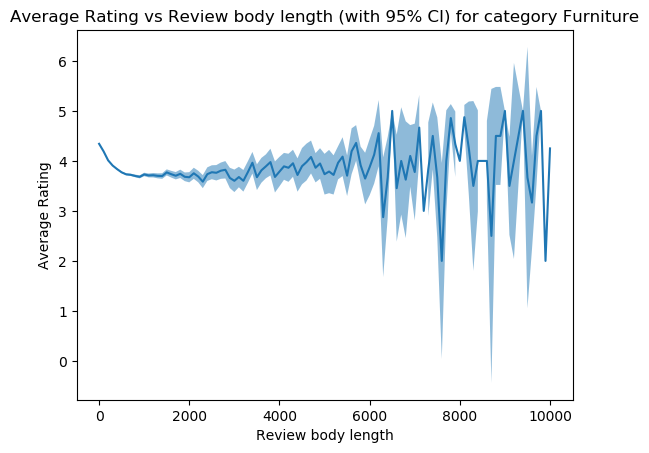 Average Rating vs Review body length (with 95% CI) for category Furniture
6
5
4
3
2
1
0
Average Rating
0 2000 4000 6000 8000 10000
Review body length